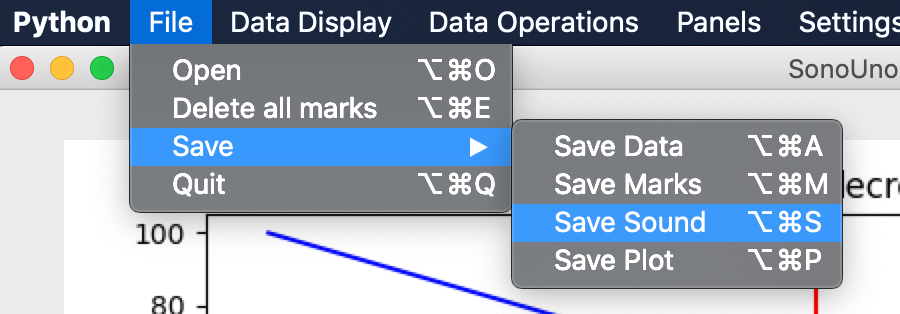 Python File Data Display Data Operations Panels Settings
SonoUno
Open ⌥⌘O
Delete all marks ⌥⌘E
Save ▶
Quit ⌥⌘Q
Save Data ⌥⌘A
Save Marks ⌥⌘M
Save Sound ⌥⌘S
Save Plot ⌥⌘P
decre
100
80